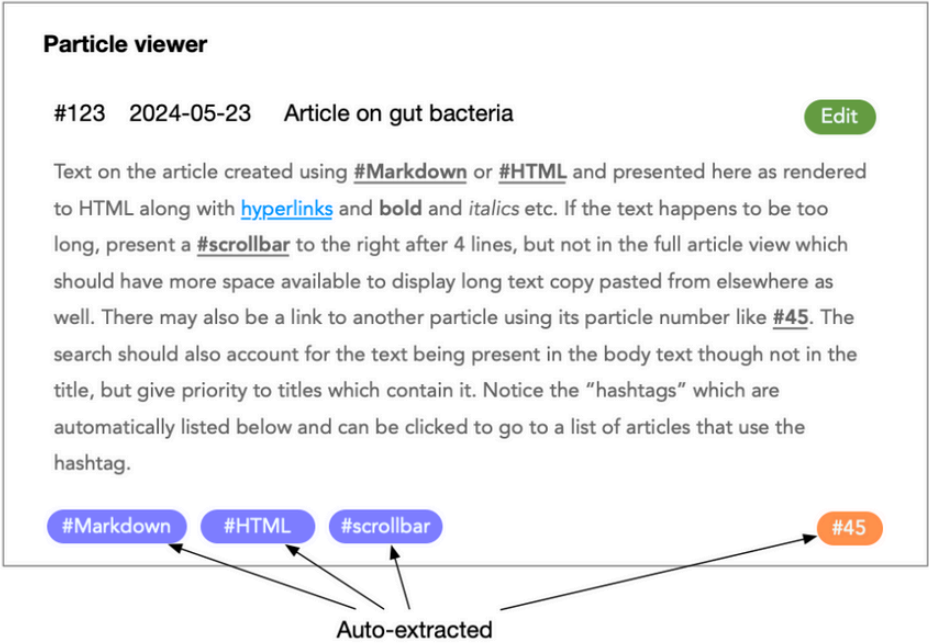 Particle viewer
#123 2024-05-23 Article on gut bacteria Edit
Text on the article created using #Markdown or #HTML and presented here as rendered
to HTML along with hyperlinks and bold and italics etc. If the text happens to be too
long, present a #scrollbar to the right after 4 lines, but not in the full article view which
should have more space available to display long text copy pasted from elsewhere as
well. There may also be a link to another particle using its particle number like #45. The
search should also account for the text being present in the body text though not in the
title, but give priority to titles which contain it. Notice the “hashtags” which are
automatically listed below and can be clicked to go to a list of articles that use the
hashtag.
#Markdown #HTML #scrollbar #45
Auto-extracted